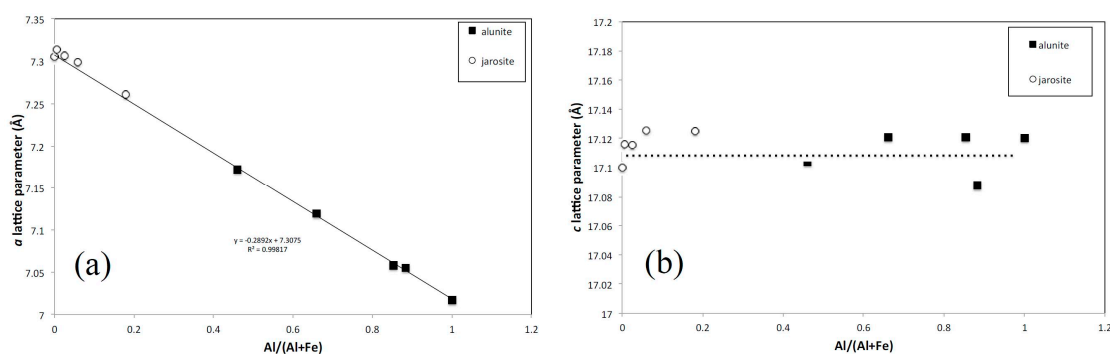 7.35
7.3
7.25
7.2
7.15
7.1
7.05
7
0
0.2
0.4
0.6
0.8
1
1.2
a lattice parameter (Å)
Al/(Al+Fe)
alunite
jarosite
y = -0.2892x + 7.3075
R² = 0.99817
(a)
17.2
17.18
17.16
17.14
17.12
17.1
17.08
17.06
17.04
17.02
17
0
0.2
0.4
0.6
0.8
1
1.2
c lattice parameter (Å)
Al/(Al+Fe)
alunite
jarosite
(b)